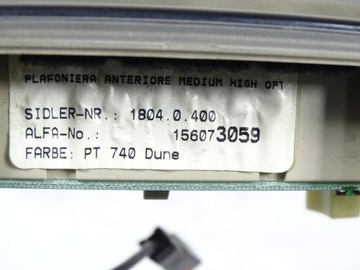 PLAFONIERA ANTERIORE MEDIUM HIGH OPT
SIDLER-NR.: 1804.0.400
ALFA-No.: 156073059
FARBE: PT 740 Dune